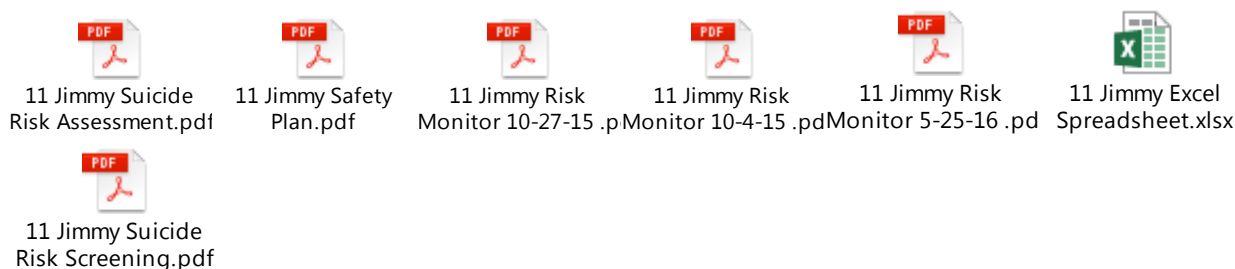 PDF PDF PDF PDF PDF X
11 Jimmy Suicide 11 Jimmy Safety 11 Jimmy Risk 11 Jimmy Risk 11 Jimmy Risk 11 Jimmy Excel
Risk Assessment.pdf Plan.pdf Monitor 10-27-15 .p Monitor 10-4-15 .pd Monitor 5-25-16 .pd Spreadsheet.xlsx
PDF
11 Jimmy Suicide
Risk Screening.pdf